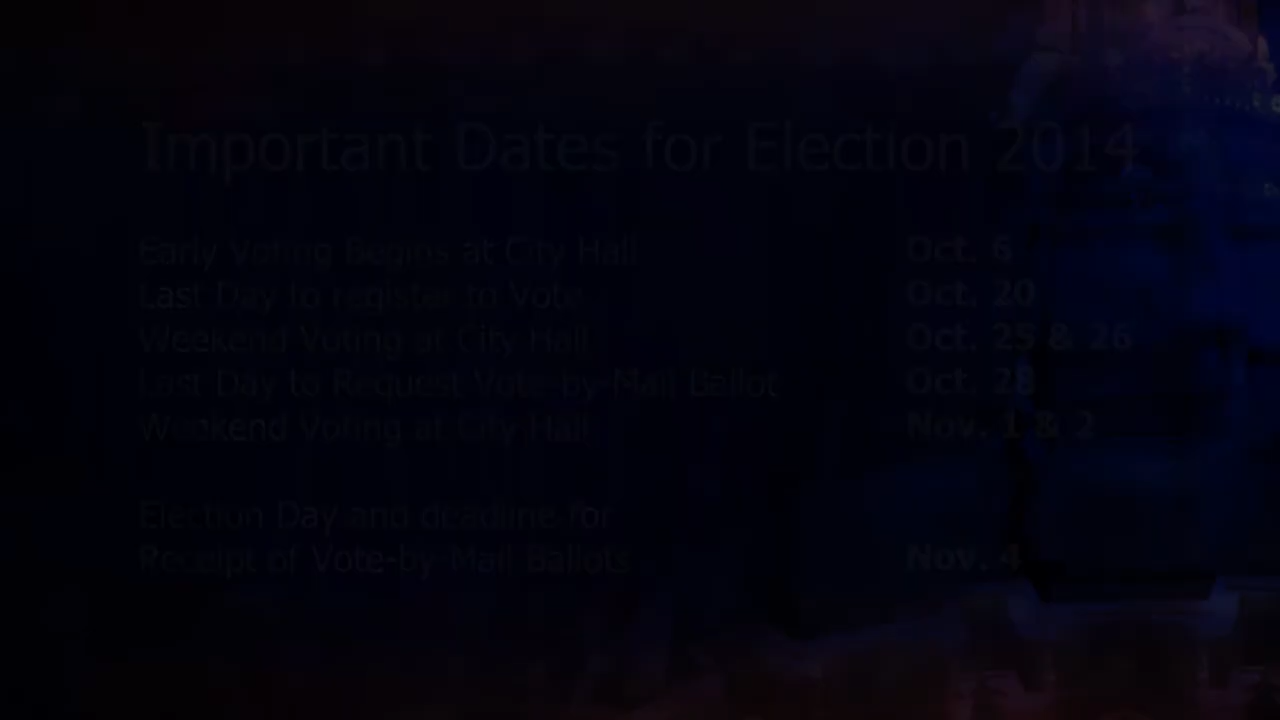 Important Dates for Election 2014
Early Voting Begins at City Hall Oct. 6
Last Day to register to Vote Oct. 20
Weekend Voting at City Hall Oct. 25 & 26
Last Day to Request Vote-by-Mail Ballot Oct. 28
Weekend Voting at City Hall Nov. 1 & 2
Election Day and deadline for
Receipt of Vote-by-Mail Ballots Nov. 4